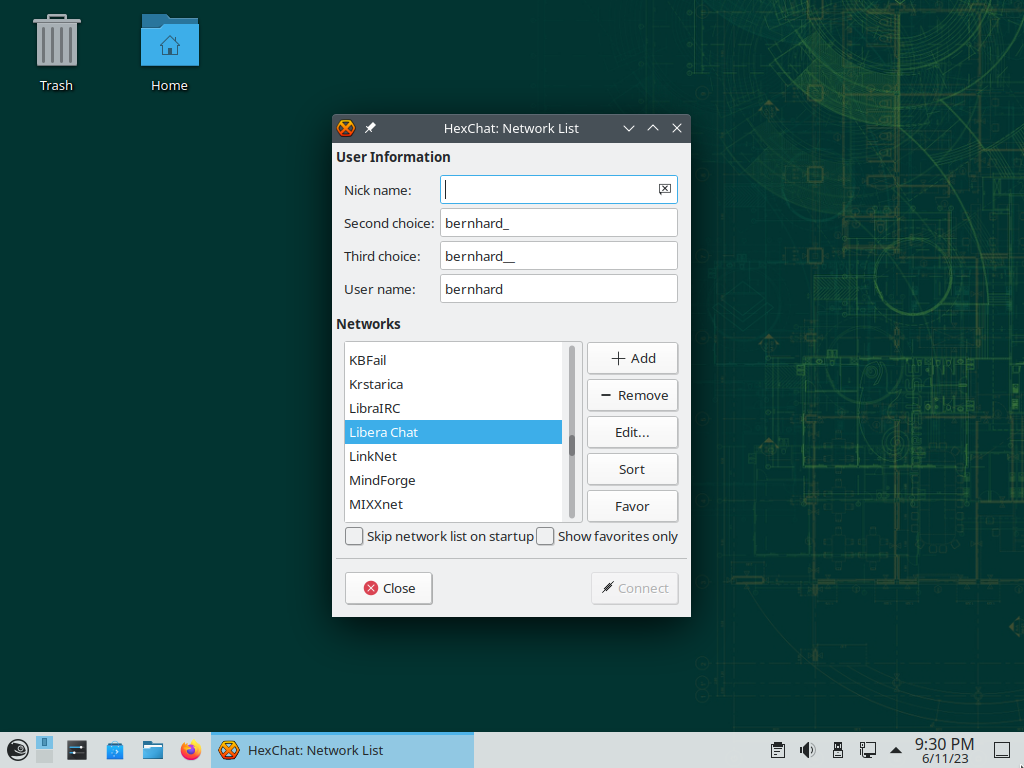 Trash
Home
HexChat: Network List
User Information
Nick name:
Second choice: bernhard_
Third choice: bernhard__
User name: bernhard
Networks
KBFail
Krstarica
LibraIRC
Libera Chat
LinkNet
MindForge
MIXXnet
Add
Remove
Edit...
Sort
Favor
Skip network list on startup
Show favorites only
Close
Connect
HexChat: Network List
9:30 PM
6/11/23